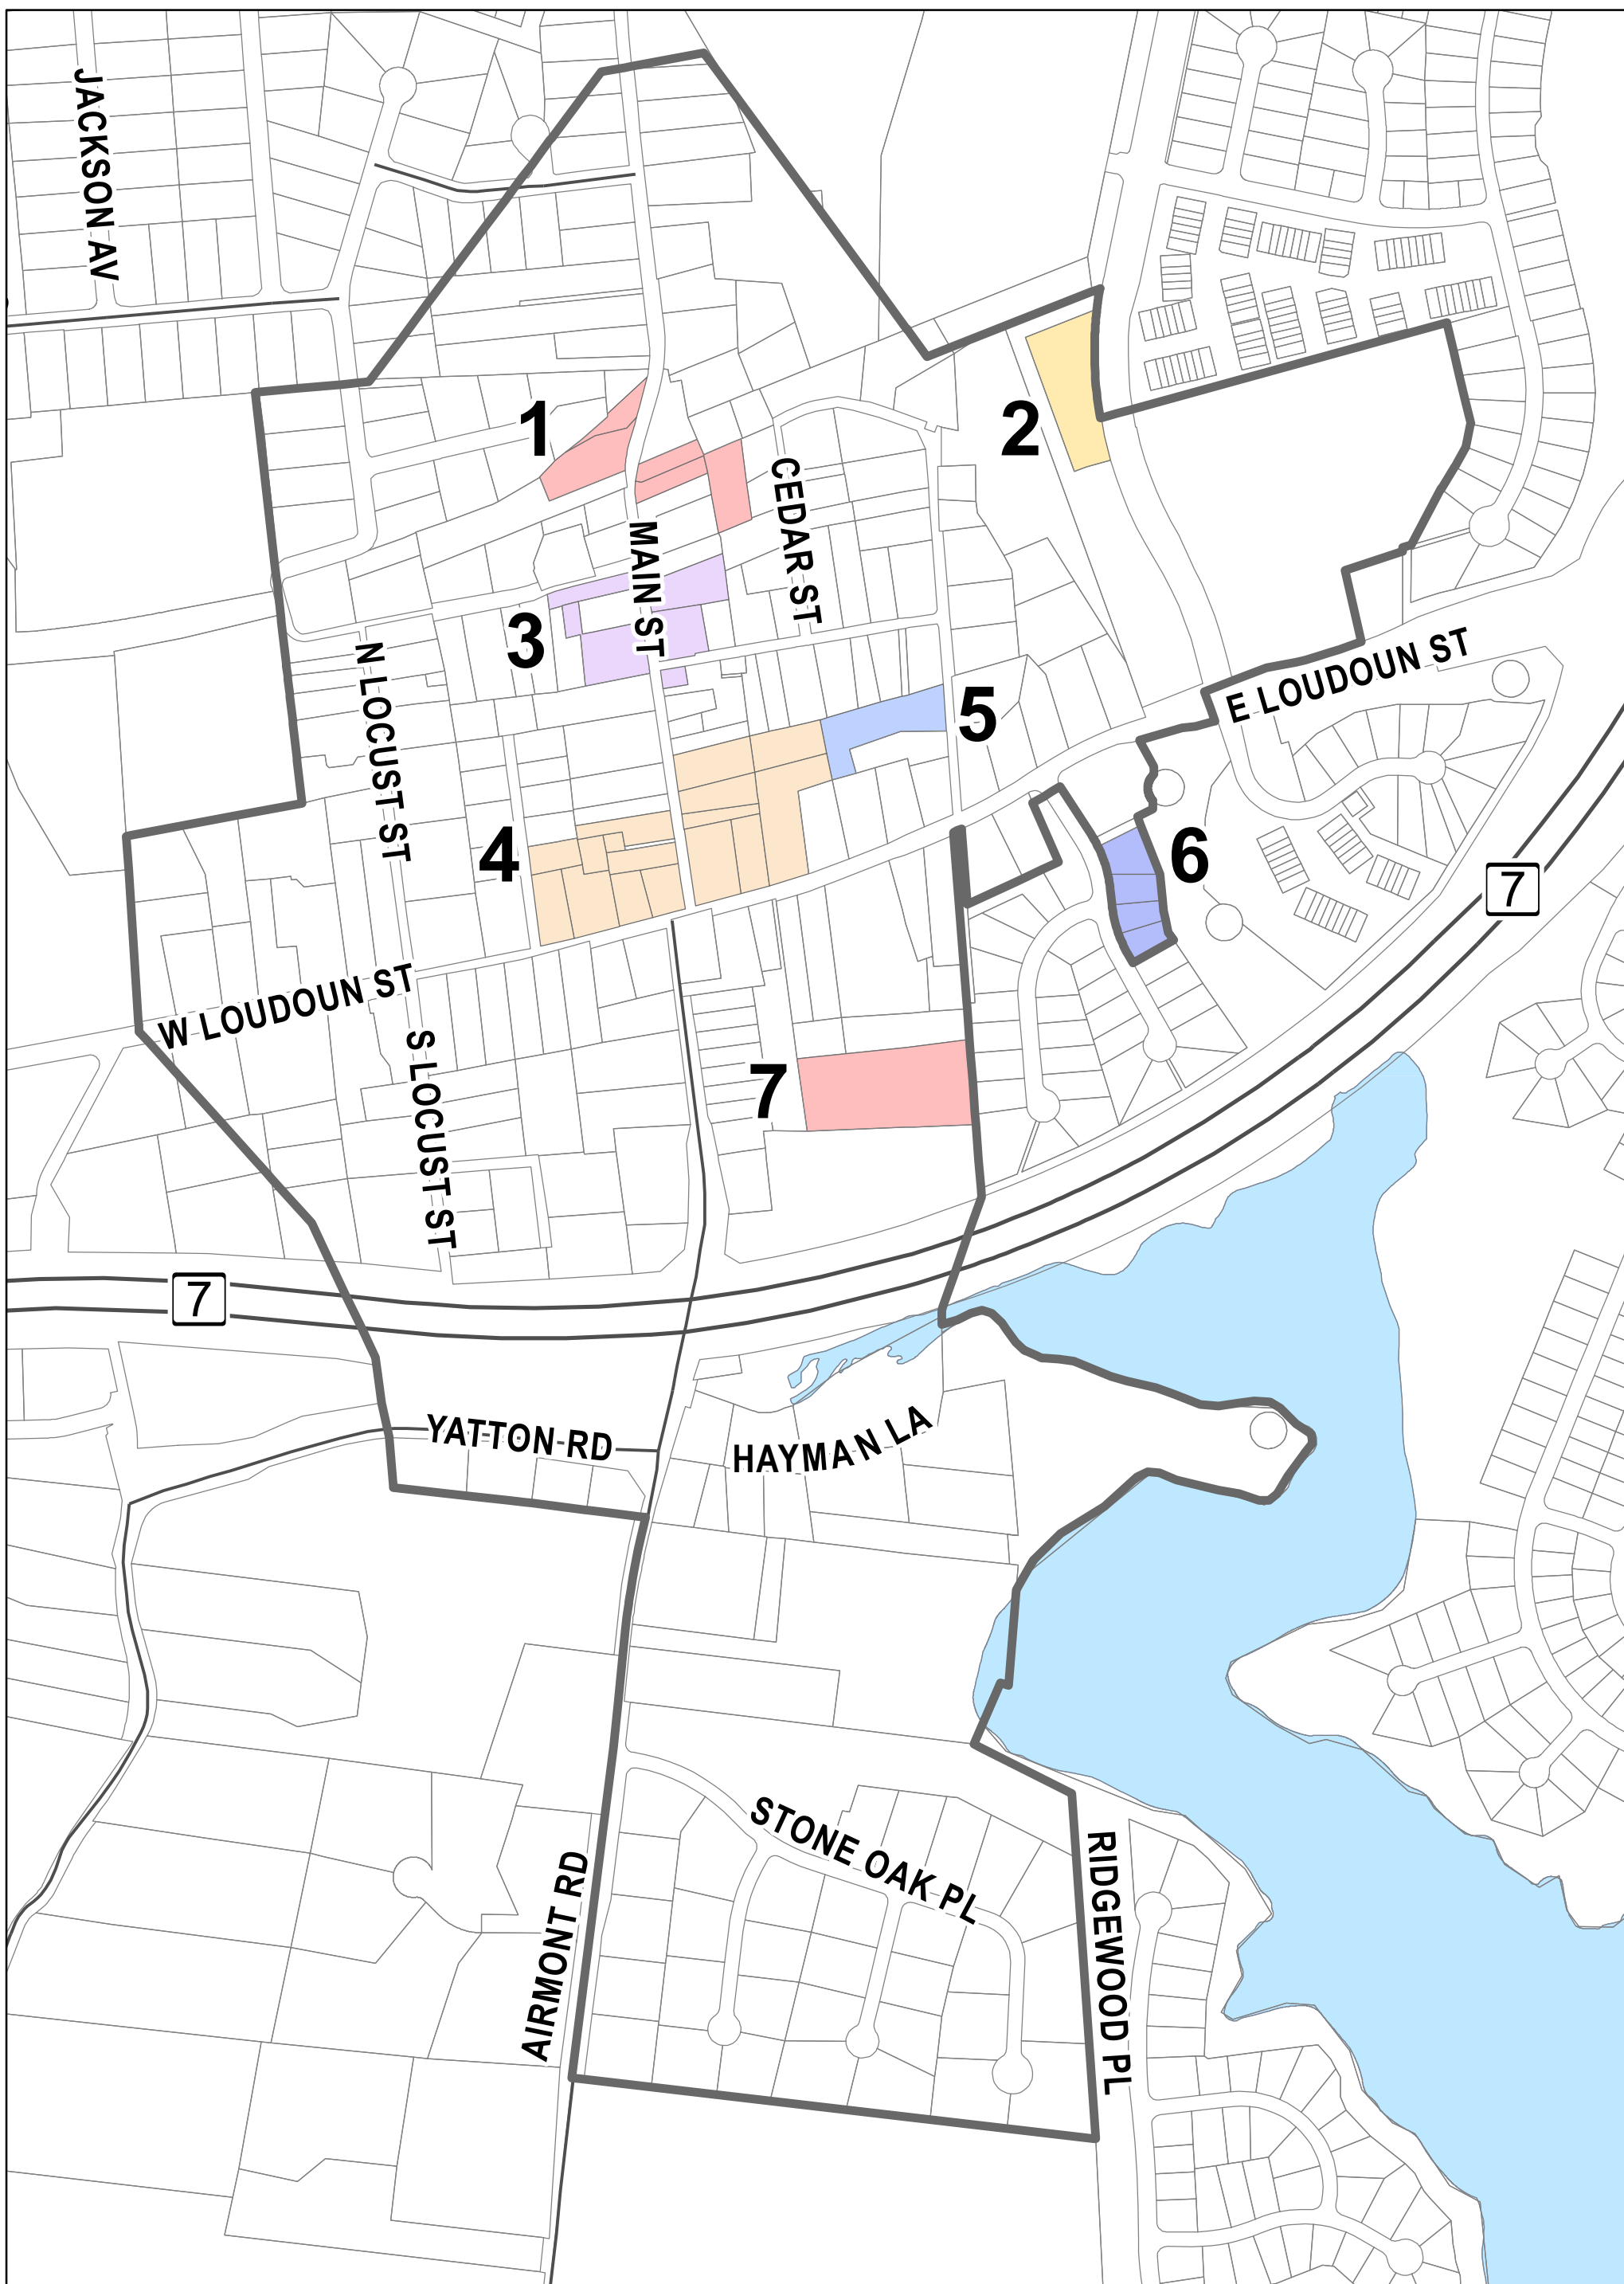 JACKSON AV
1
2
CEDAR ST
MAIN ST
3
N LOCUST ST
E LOUDOUN ST
5
4
6
7
W LOUDOUN ST
S LOCUST ST
7
7
YATTON RD
HAYMAN LA
STONE OAK PL
RIDGEWOOD PL
AIRMONT RD